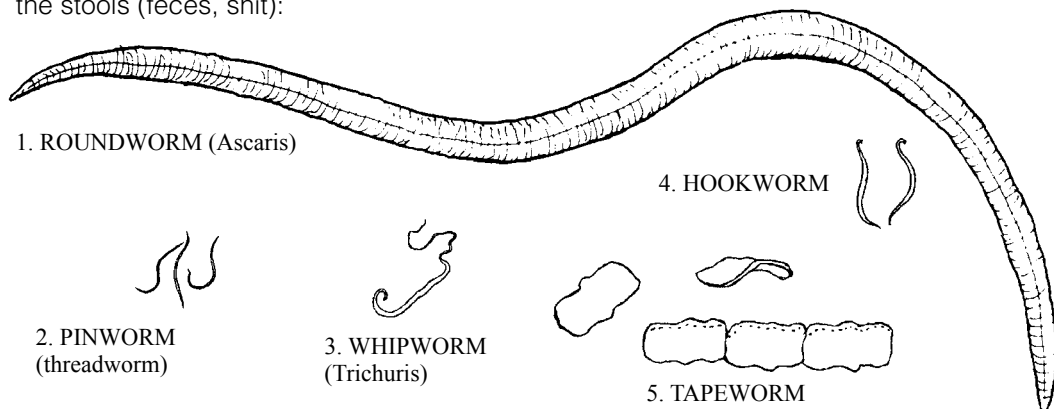 the stools (feces, shit):
1. ROUNDWORM (Ascaris)
4. HOOKWORM
2. PINWORM
(threadworm)
3. WHIPWORM
(Trichuris)
5. TAPEWORM